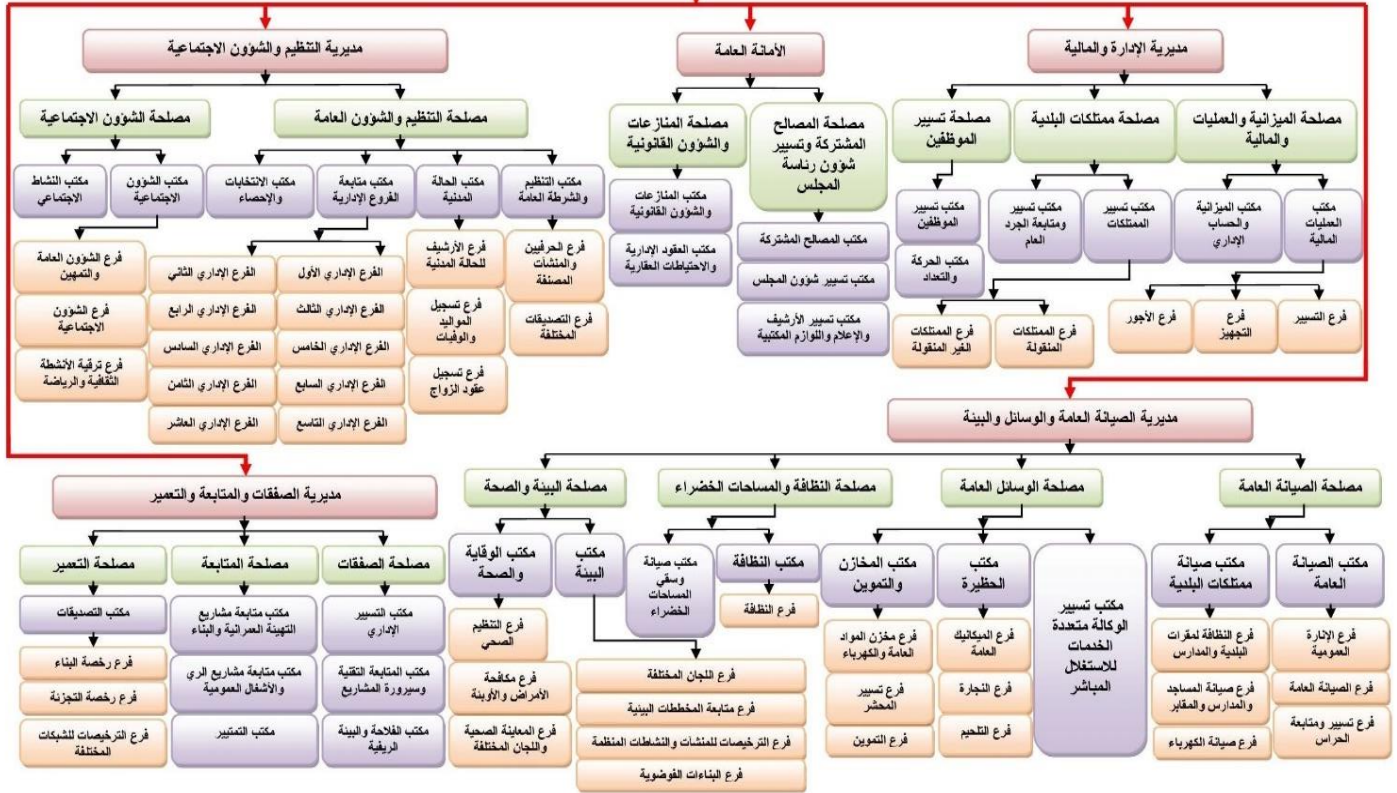 مديرية الإدارة والمالية
الأمانة العامة
مديرية التنظيم والشؤون الاجتماعية
مصلحة الميزانية والعمليات
والمالية
مصلحة ممتلكات البلدية
مصلحة تسيير
الموظفين
مكتب
العمليات
المالية
مكتب الميزانية
والحساب
الإداري
مكتب تسيير
الممتلكات
مكتب تسيير
ومتابعة الجرد
العام
مكتب تسيير
الموظفين
مكتب الحركة
والتعداد
فرع التسيير
فرع
التجهيز
فرع الأجور
فرع الممتلكات
المنقولة
فرع الممتلكات
الغير المنقولة
مصلحة المصالح
المشتركة وتسيير
شؤون رئاسة
المجلس
مصلحة المنازعات
والشؤون القانونية
مكتب المصالح المشتركة
مكتب تسيير شؤون المجلس
مكتب تسيير الأرشيف
والإعلام واللوازم المكتبية
مكتب المنازعات
والشؤون القانونية
مكتب العقود الإدارية
والاحتياطات العقارية
مصلحة التنظيم والشؤون العامة
مصلحة الشؤون الاجتماعية
مكتب التنظيم
والشرطة العامة
مكتب الحالة
المدنية
مكتب متابعة
الفروع الإدارية
مكتب الانتخابات
والإحصاء
مكتب الشؤون
الاجتماعية
مكتب النشاط
الاجتماعي
فرع الحرفيين
والمنشآت
المصنفة
فرع التصديقات
المختلفة
فرع الأرشيف
للحالة المدنية
فرع تسجيل
المواليد
والوفيات
فرع تسجيل
عقود الزواج
الفرع الإداري الأول
الفرع الإداري الثاني
الفرع الإداري الثالث
الفرع الإداري الرابع
الفرع الإداري الخامس
الفرع الإداري السادس
الفرع الإداري السابع
الفرع الإداري الثامن
الفرع الإداري التاسع
الفرع الإداري العاشر
فرع الشؤون العامة
والتمهين
فرع الشؤون
الاجتماعية
فرع ترقية الأنشطة
الثقافية والرياضة
مديرية الصيانة العامة والوسائل والبيئة
مصلحة الصيانة العامة
مصلحة الوسائل العامة
مصلحة النظافة والمساحات الخضراء
مصلحة البيئة والصحة
مكتب الصيانة
العامة
مكتب صيانة
ممتلكات البلدية
فرع الإنارة
العمومية
فرع الصيانة العامة
فرع تسيير ومتابعة
الحراس
فرع النظافة لمقرات
البلدية والمدارس
فرع صيانة المساجد
والمدارس والمقابر
فرع صيانة الكهرباء
مكتب تسيير
الوكالة متعددة
الخدمات
للاستغلال
المباشر
مكتب
الحظيرة
مكتب المخازن
والتموين
فرع الميكانيك
العامة
فرع النجارة
فرع التلحيم
فرع مخزن المواد
العامة والكهرباء
فرع تسيير
المحشر
فرع التموين
مكتب النظافة
مكتب صيانة
وسقي
المساحات
الخضراء
فرع النظافة
مكتب
البيئة
مكتب الوقاية
والصحة
فرع اللجان المختلفة
فرع متابعة المخططات البيئية
فرع الترخيصات للمنشآت والنشاطات المنظمة
فرع البناءات الفوضوية
فرع التنظيم
الصحي
فرع مكافحة
الأمراض والأوبئة
فرع المعاينة الصحية
واللجان المختلفة
مديرية الصفقات والمتابعة والتعمير
مصلحة الصفقات
مصلحة المتابعة
مصلحة التعمير
مكتب التسيير
الإداري
مكتب المتابعة التقنية
وسيرورة المشاريع
مكتب الفلاحة والبيئة
الريفية
مكتب متابعة مشاريع
التهيئة العمرانية والبناء
مكتب متابعة مشاريع الري
والأشغال العمومية
مكتب التمتيير
مكتب التصديقات
فرع رخصة البناء
فرع رخصة التجزئة
فرع الترخيصات للشبكات
المختلفة